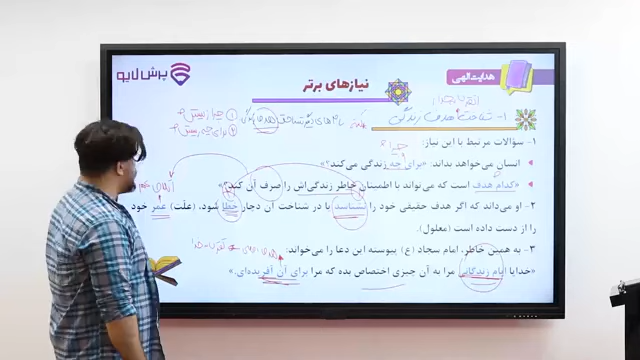 پرش لایو
هدایت الهی
نیازهای برتر
۱- شناخت هدف زندگی
۱- سؤالات مرتبط با این نیاز:
انسان می‌خواهد بداند: «برای چه زندگی می‌کند؟»
«کدام هدف است که می‌تواند با اطمینان خاطر زندگی‌اش را صرف آن کند؟»
۲- او می‌داند که اگر هدف حقیقی خود را نشناسد یا در شناخت آن دچار خطا شود، (علت) عمر خود
را از دست داده است (معلول).
۳- به همین خاطر، امام سجاد (ع) پیوسته این دعا را می‌خواند:
«خدایا ایام زندگانی مرا به آن چیزی اختصاص بده که مرا برای آن آفریده‌ای.»